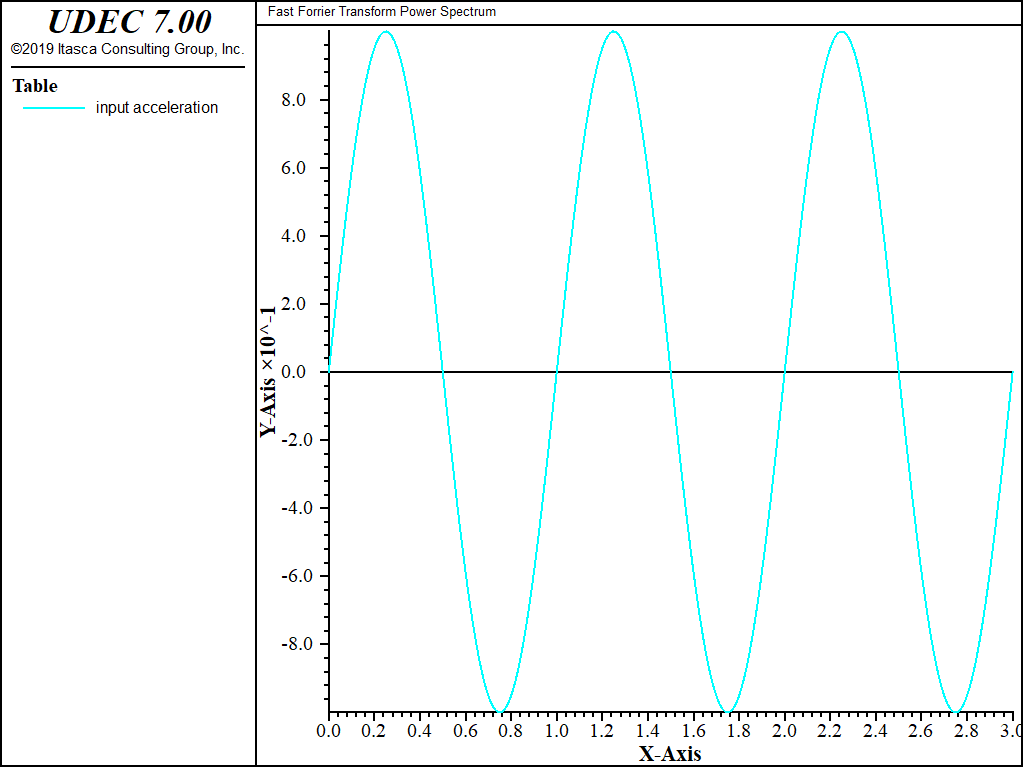 UDEC 7.00
©2019 Itasca Consulting Group, Inc.
Table
input acceleration
Fast Forrier Transform Power Spectrum
8.0
6.0
4.0
2.0
0.0
-2.0
-4.0
-6.0
-8.0
Y-Axis ×10^-1
0.0 0.2 0.4 0.6 0.8 1.0 1.2 1.4 1.6 1.8 2.0 2.2 2.4 2.6 2.8 3.0
X-Axis